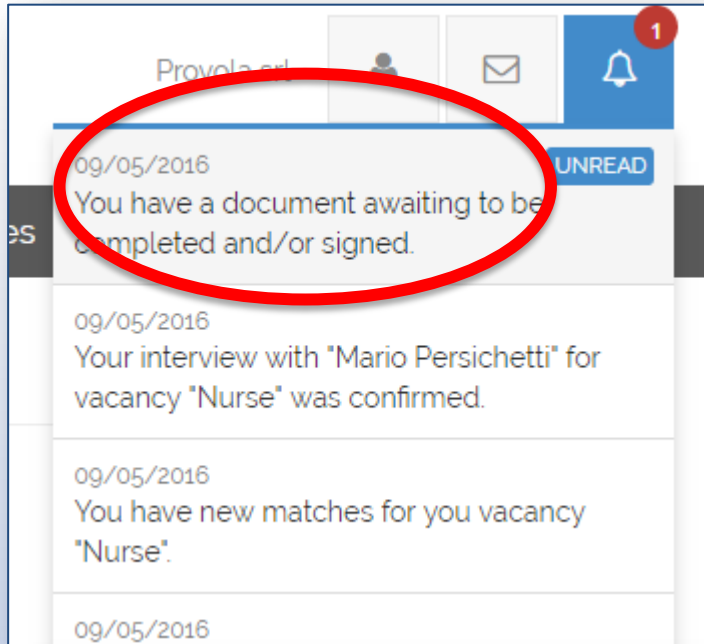 Provola srl
1
09/05/2016
UNREAD
You have a document awaiting to be
completed and/or signed.
es
09/05/2016
Your interview with "Mario Persichetti" for
vacancy "Nurse" was confirmed.
09/05/2016
You have new matches for you vacancy
"Nurse".
09/05/2016